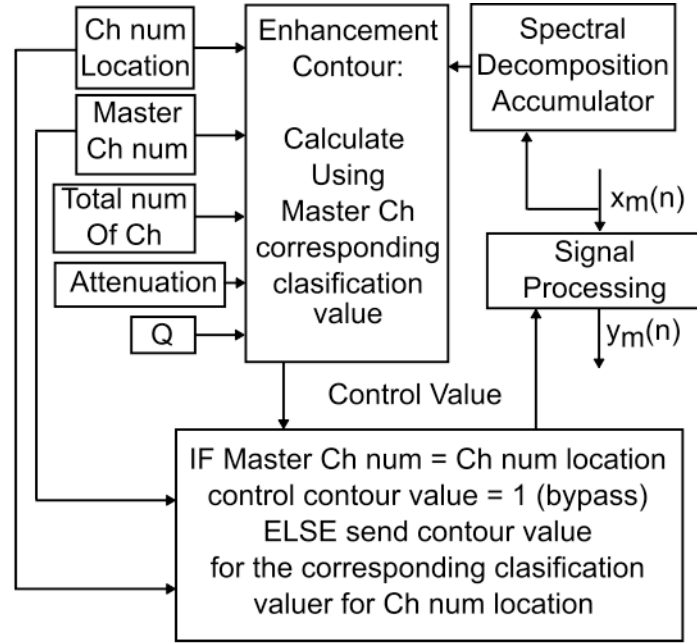 Ch num
Location
Master
Ch num
Total num
Of Ch
Attenuation
Q
Enhancement
Contour:
Calculate
Using
Master Ch
corresponding
clasification
value
Spectral
Decomposition
Accumulator
xm(n)
Signal
Processing
ym(n)
Control Value
IF Master Ch num = Ch num location
control contour value = 1 (bypass)
ELSE send contour value
for the corresponding clasification
valuer for Ch num location